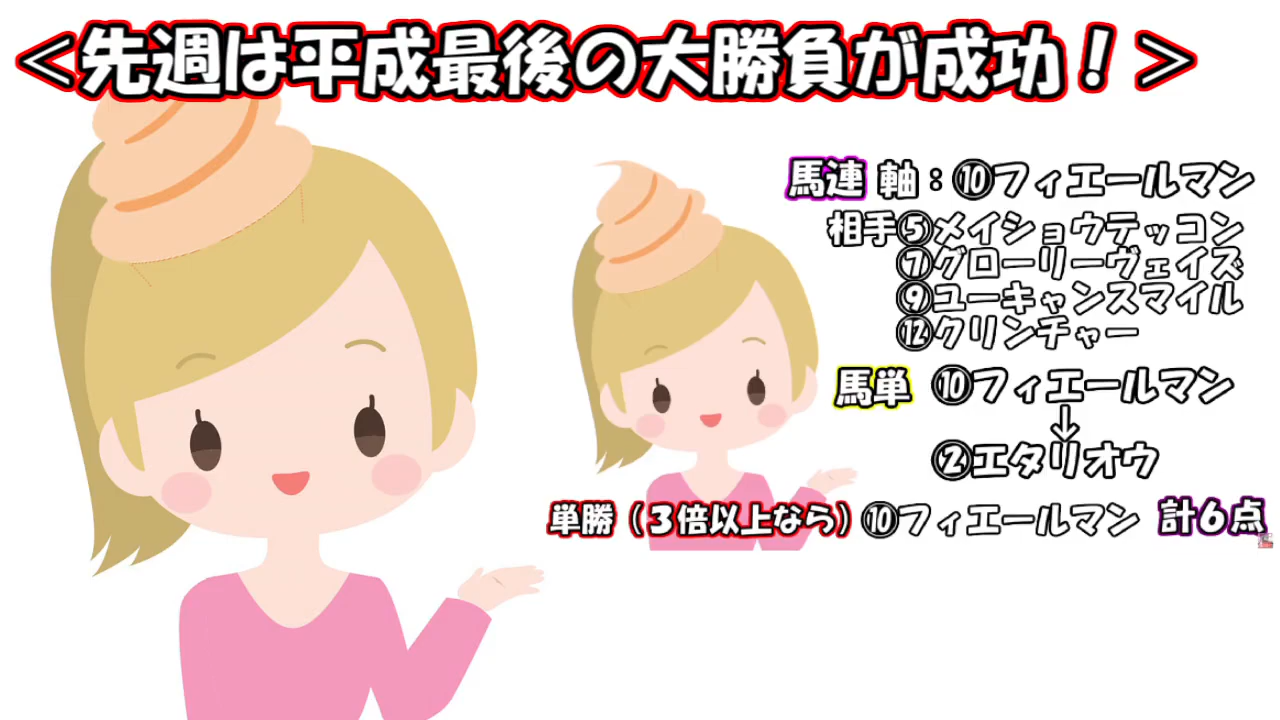 ＜先週は平成最後の大勝負が成功！＞
馬連 軸：⑩フィエールマン
相手⑤メイショウテッコン
⑦グローリーヴェイズ
⑨ユーキャンスマイル
⑫クリンチャー
馬単 ⑩フィエールマン
↓
②エタリオウ
単勝（３倍以上なら）⑩フィエールマン 計６点